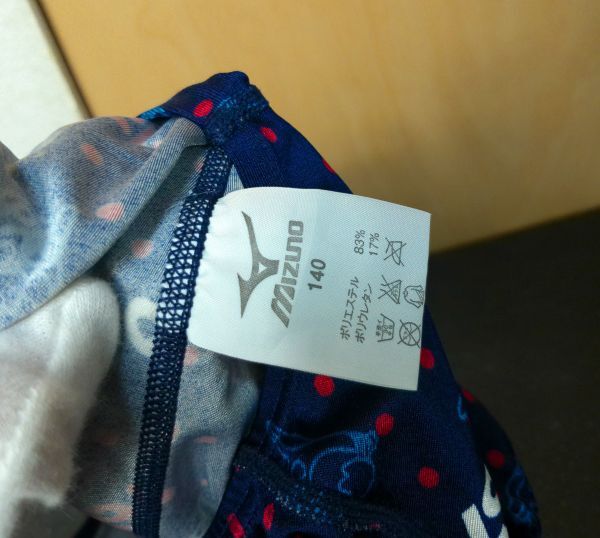 mizuno
140
ポリエステル 83%
ポリウレタン 17%